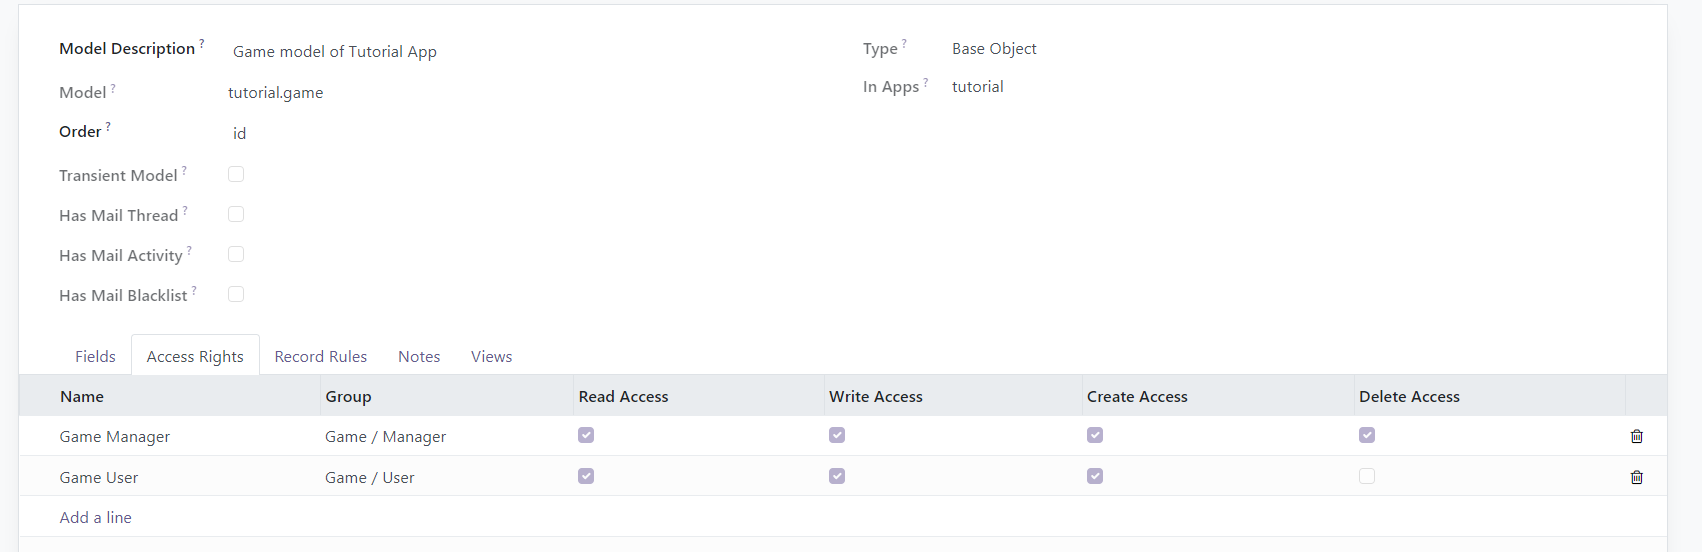 Model Description ? Game model of Tutorial App Type ? Base Object
Model ? tutorial.game In Apps ? tutorial
Order ? id
Transient Model ?
Has Mail Thread ?
Has Mail Activity ?
Has Mail Blacklist ?
Fields Access Rights Record Rules Notes Views
Name Group Read Access Write Access Create Access Delete Access
Game Manager Game / Manager
Game User Game / User
Add a line